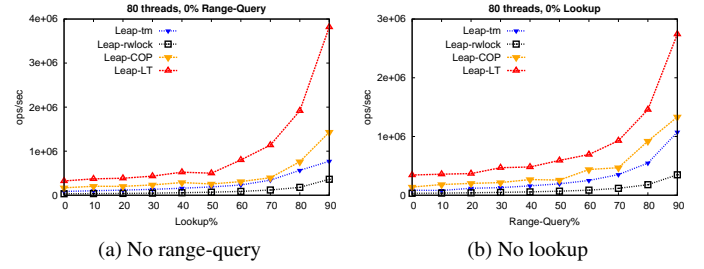 80 threads, 0% Range-Query
4e+06
3e+06
2e+06
1e+06
0
ops/sec
Leap-tm
Leap-rwlock
Leap-COP
Leap-LT
0 10 20 30 40 50 60 70 80 90
Lookup%
(a) No range-query
80 threads, 0% Lookup
3e+06
2e+06
1e+06
0
ops/sec
Leap-tm
Leap-rwlock
Leap-COP
Leap-LT
0 10 20 30 40 50 60 70 80 90
Range-Query%
(b) No lookup